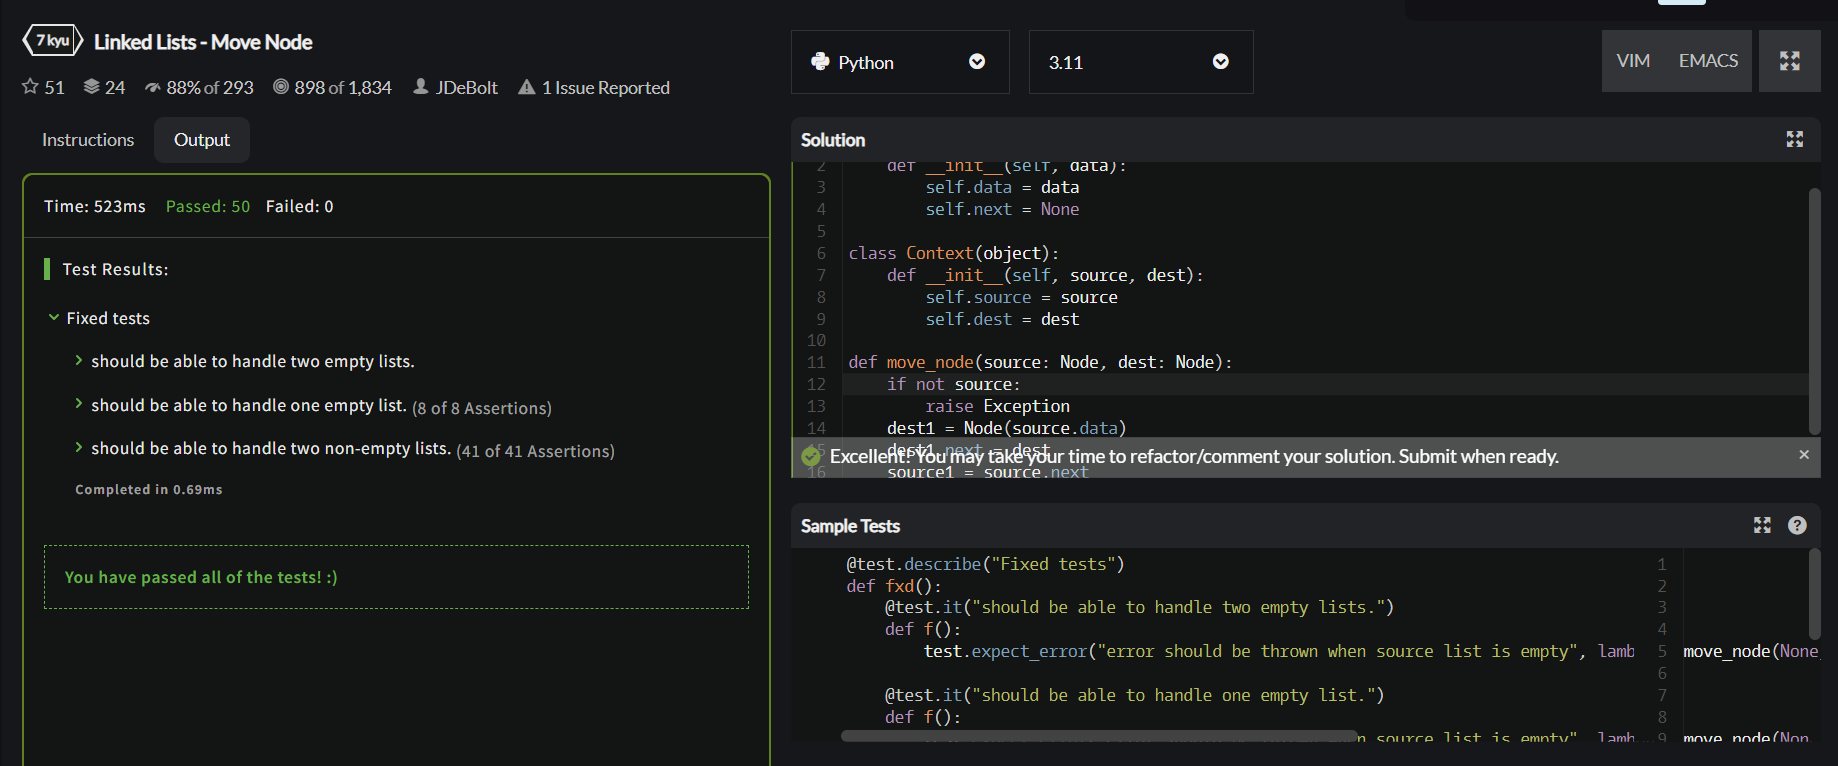 7 kyu Linked Lists - Move Node
51 24 88% of 293 898 of 1,834 JDeBolt 1 Issue Reported
Instructions Output
Time: 523ms Passed: 50 Failed: 0
Test Results:
Fixed tests
should be able to handle two empty lists.
should be able to handle one empty list. (8 of 8 Assertions)
should be able to handle two non-empty lists. (41 of 41 Assertions)
Completed in 0.69ms
You have passed all of the tests! :)
Python 3.11 VIM EMACS
Solution
2 def __init__(self, data):
3 self.data = data
4 self.next = None
5
6 class Context(object):
7 def __init__(self, source, dest):
8 self.source = source
9 self.dest = dest
10
11 def move_node(source: Node, dest: Node):
12 if not source:
13 raise Exception
14 dest1 = Node(source.data)
15 dest1.next = dest
Excellent! You may take your time to refactor/comment your solution. Submit when ready. ×
16 source1 = source.next
Sample Tests ?
@test.describe("Fixed tests") 1
def fxd(): 2
@test.it("should be able to handle two empty lists.") 3
def f(): 4
test.expect_error("error should be thrown when source list is empty", lamb 5 move_node(None,
6
@test.it("should be able to handle one empty list.") 7
def f(): 8
n source list is empty", lamb 9 move_node(Non